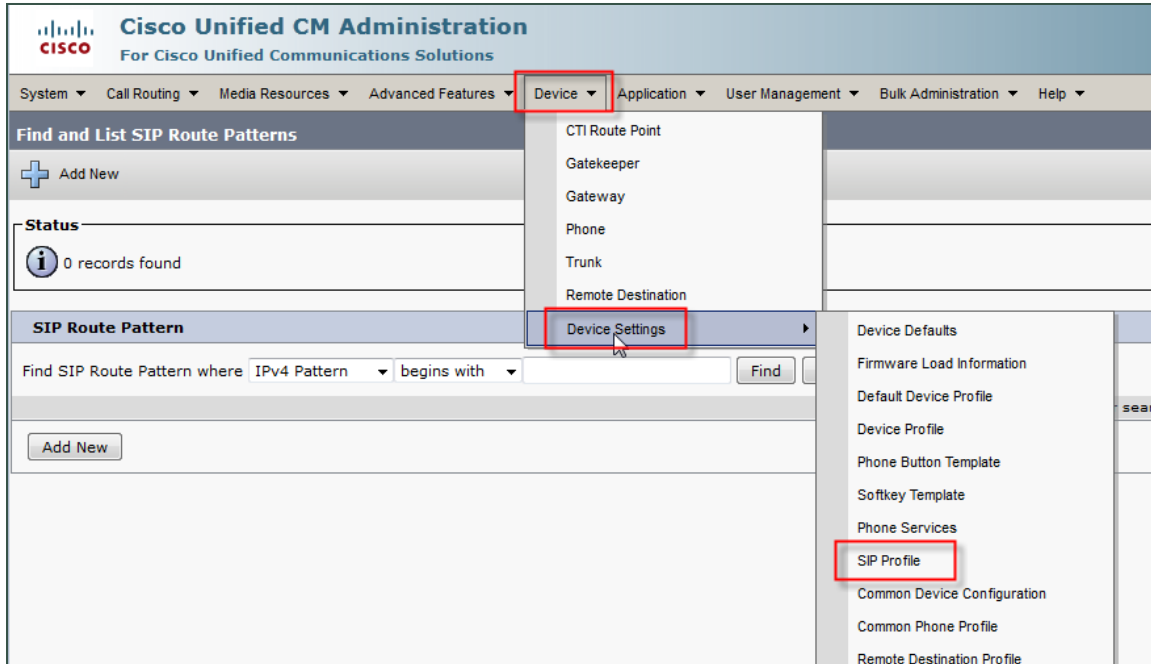 Cisco Unified CM Administration
CISCO
For Cisco Unified Communications Solutions
System Call Routing Media Resources Advanced Features Device Application User Management Bulk Administration Help
Find and List SIP Route Patterns
Add New
Status
0 records found
SIP Route Pattern
Find SIP Route Pattern where IPv4 Pattern begins with Find
Add New
CTI Route Point
Gatekeeper
Gateway
Phone
Trunk
Remote Destination
Device Settings
Device Defaults
Firmware Load Information
Default Device Profile
Device Profile
Phone Button Template
Softkey Template
Phone Services
SIP Profile
Common Device Configuration
Common Phone Profile
Remote Destination Profile